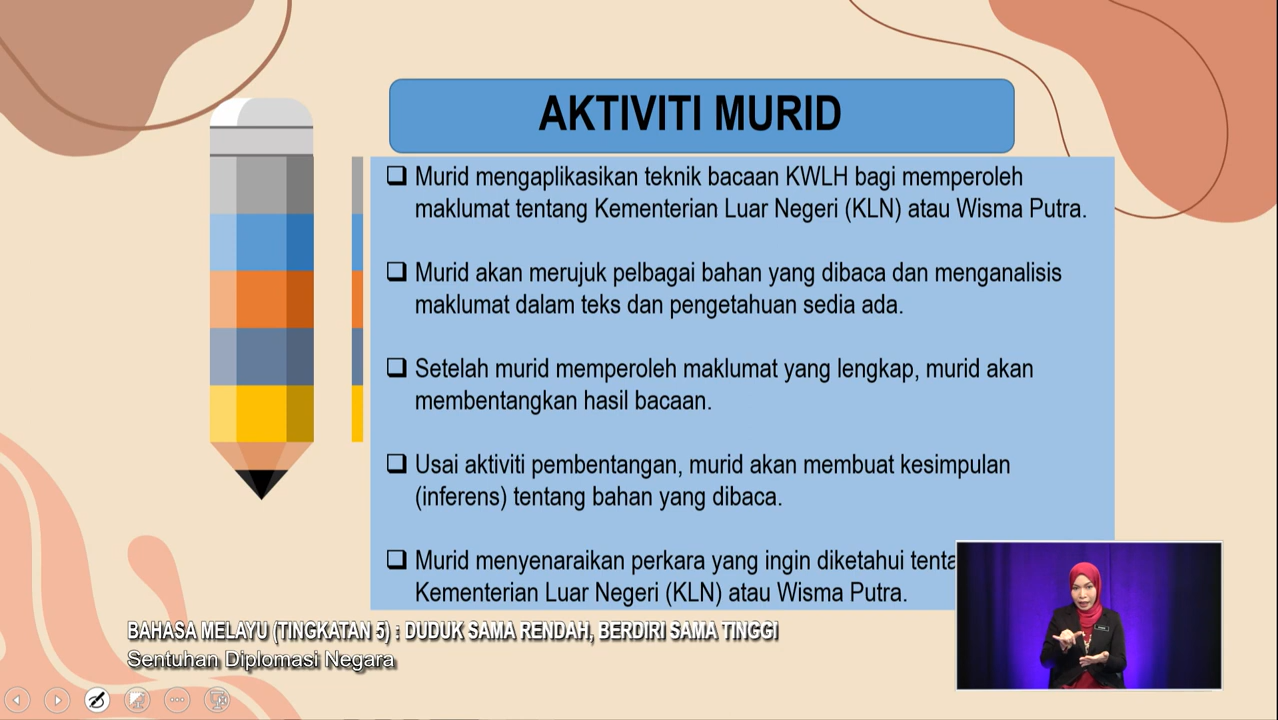 AKTIVITI MURID
❑ Murid mengaplikasikan teknik bacaan KWLH bagi memperoleh
maklumat tentang Kementerian Luar Negeri (KLN) atau Wisma Putra.
❑ Murid akan merujuk pelbagai bahan yang dibaca dan menganalisis
maklumat dalam teks dan pengetahuan sedia ada.
❑ Setelah murid memperoleh maklumat yang lengkap, murid akan
membentangkan hasil bacaan.
❑ Usai aktiviti pembentangan, murid akan membuat kesimpulan
(inferens) tentang bahan yang dibaca.
❑ Murid menyenaraikan perkara yang ingin diketahui tenta
Kementerian Luar Negeri (KLN) atau Wisma Putra.
BAHASA MELAYU (TINGKATAN 5) : DUDUK SAMA RENDAH, BERDIRI SAMA TINGGI
Sentuhan Diplomasi Negara